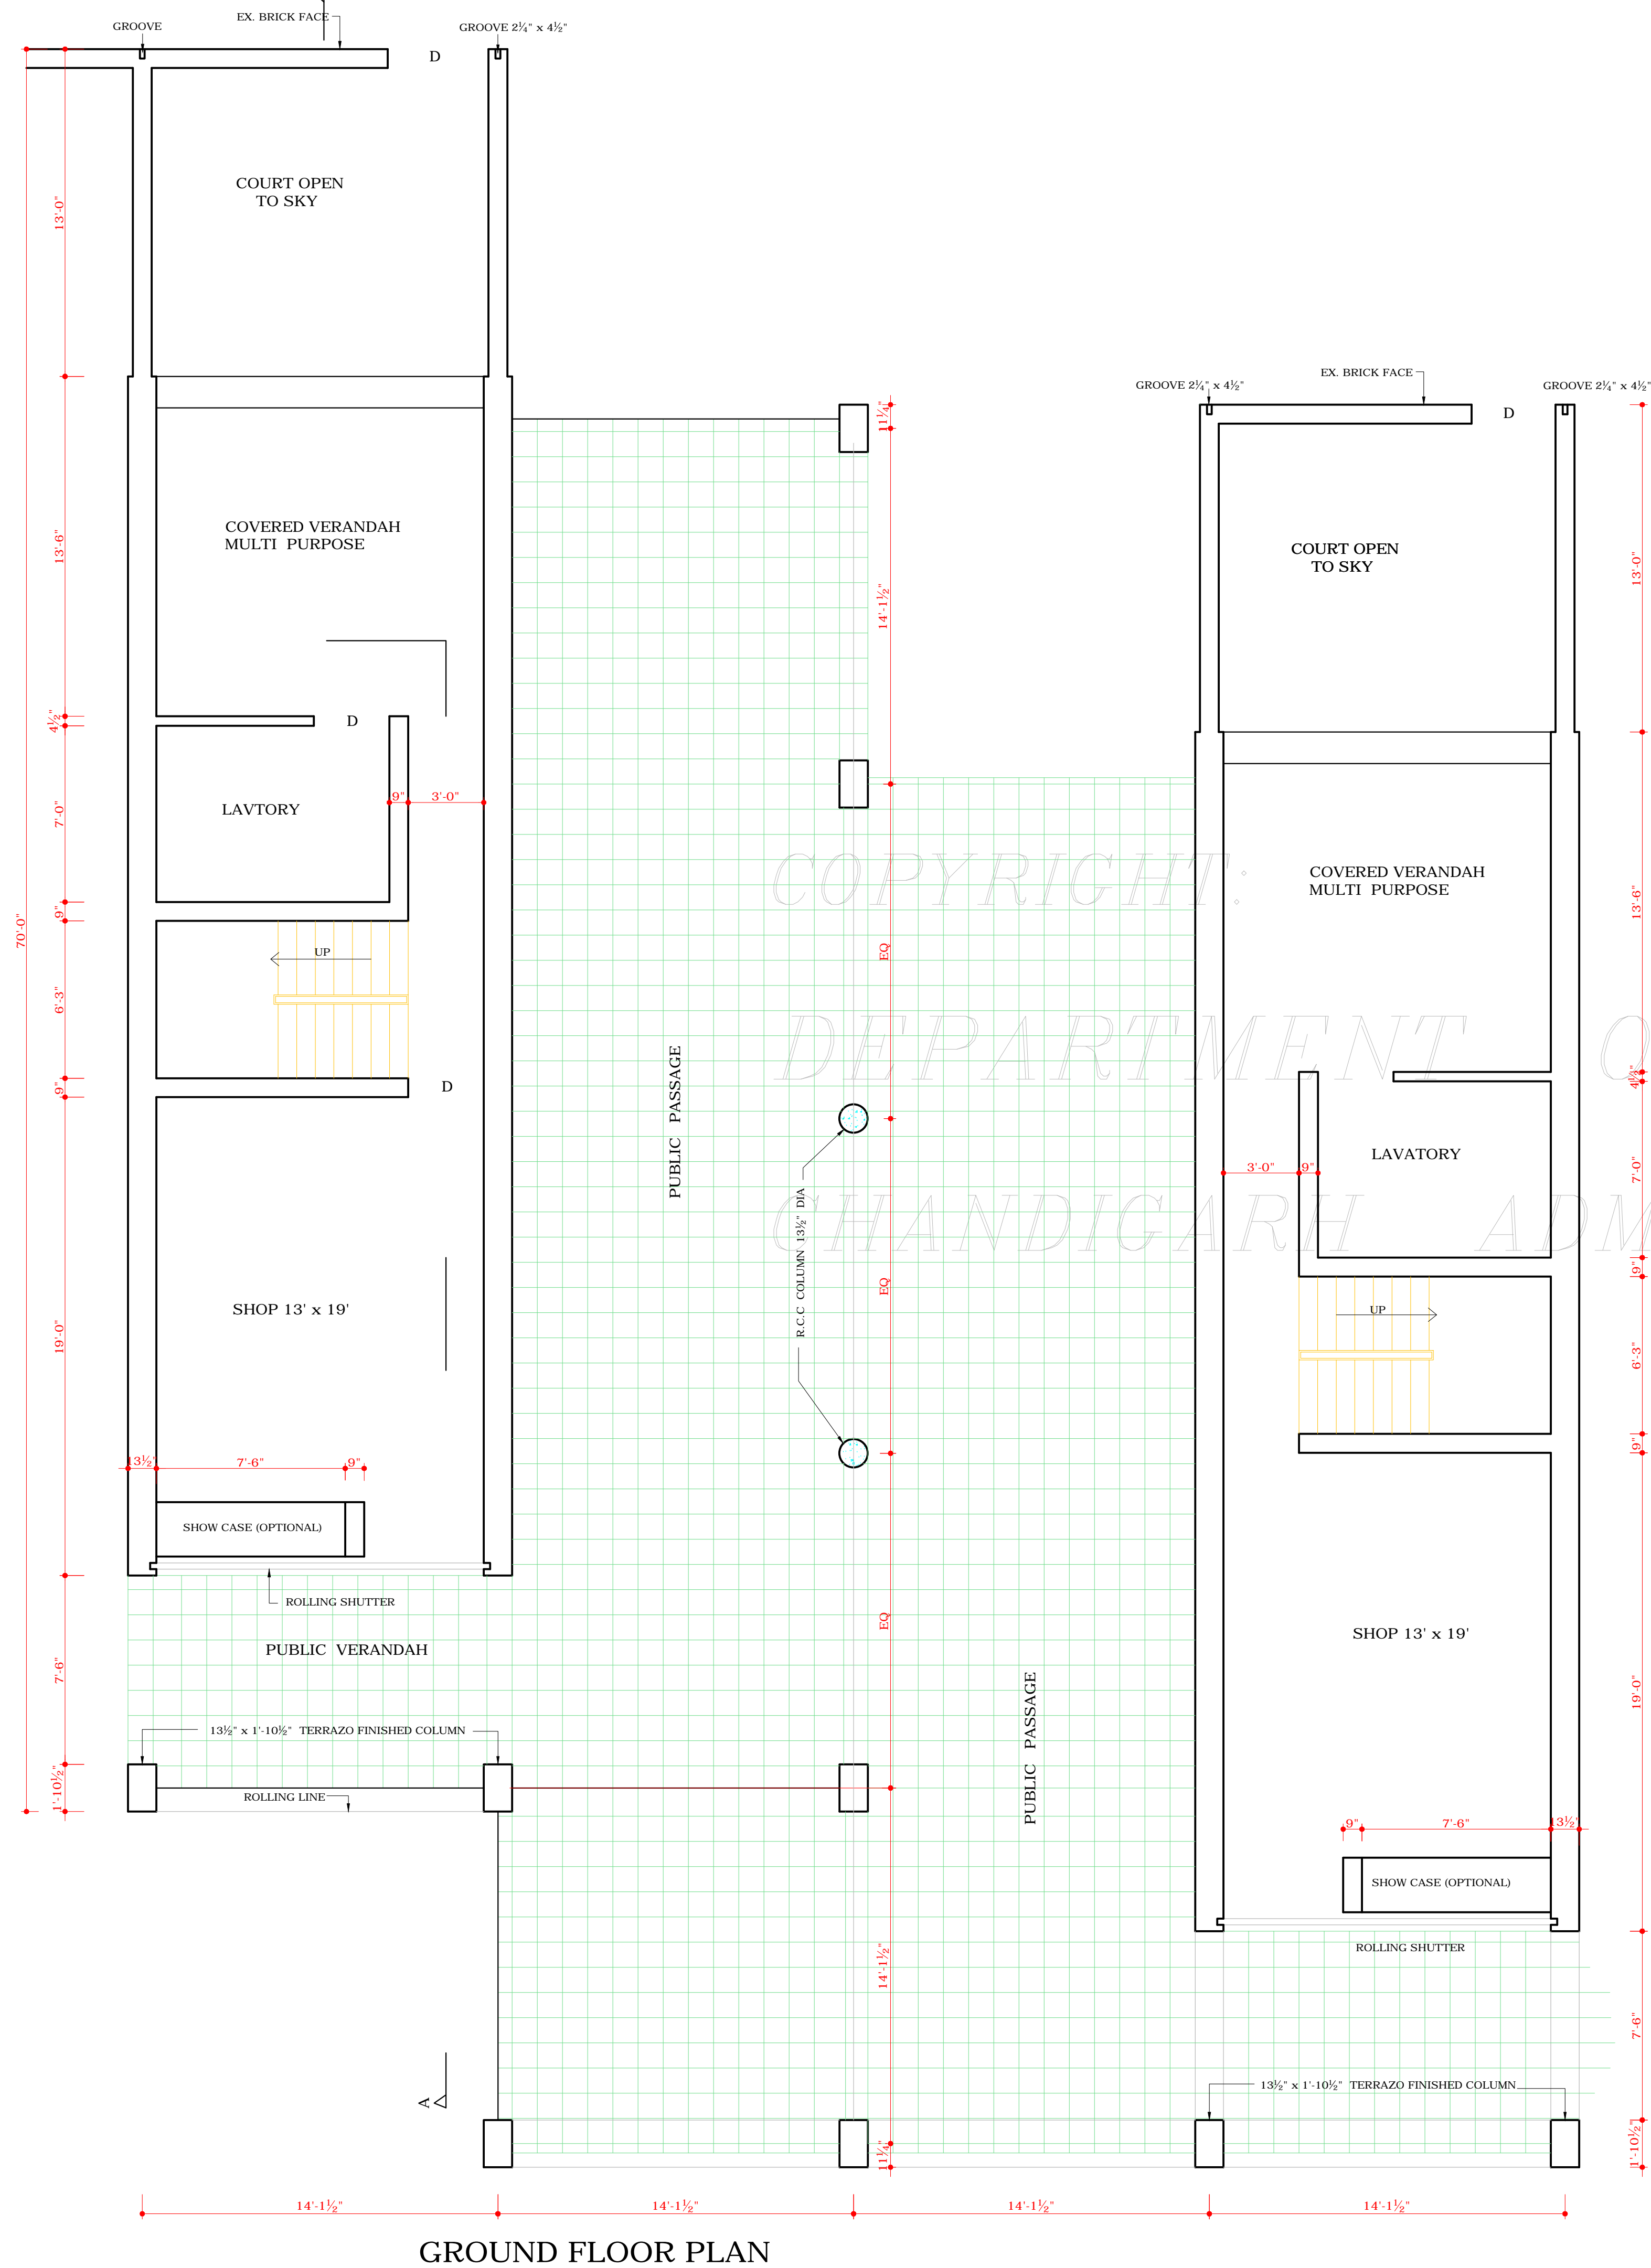 EX. BRICK FACE
GROOVE
GROOVE 2¼" x 4½"
D
COURT OPEN
TO SKY
13'-0"
EX. BRICK FACE
GROOVE 2¼" x 4½"
GROOVE 2¼" x 4½"
D
11¼"
COVERED VERANDAH
MULTI PURPOSE
13'-6"
COURT OPEN
TO SKY
13'-0"
14'-1½"
4½"
D
LAVTORY
9"
3'-0"
7'-0"
COPYRIGHT:
COVERED VERANDAH
MULTI PURPOSE
13'-6"
70'-0"
9"
UP
EQ
6'-3"
DEPARTMENT O
PUBLIC PASSAGE
9"
D
4½"
LAVATORY
3'-0"
9"
7'-0"
R.C.C COLUMN 13½" DIA
CHANDIGARH ADM
9"
EQ
SHOP 13' x 19'
19'-0"
UP
6'-3"
9"
13½"
7'-6"
9"
SHOW CASE (OPTIONAL)
ROLLING SHUTTER
EQ
SHOP 13' x 19'
PUBLIC VERANDAH
7'-6"
PUBLIC PASSAGE
19'-0"
13½" x 1'-10½" TERRAZO FINISHED COLUMN
1'-10½"
ROLLING LINE
9"
7'-6"
13½"
SHOW CASE (OPTIONAL)
ROLLING SHUTTER
14'-1½"
7'-6"
A
13½" x 1'-10½" TERRAZO FINISHED COLUMN
11¼"
1'-10½"
14'-1½"
14'-1½"
14'-1½"
14'-1½"
GROUND FLOOR PLAN